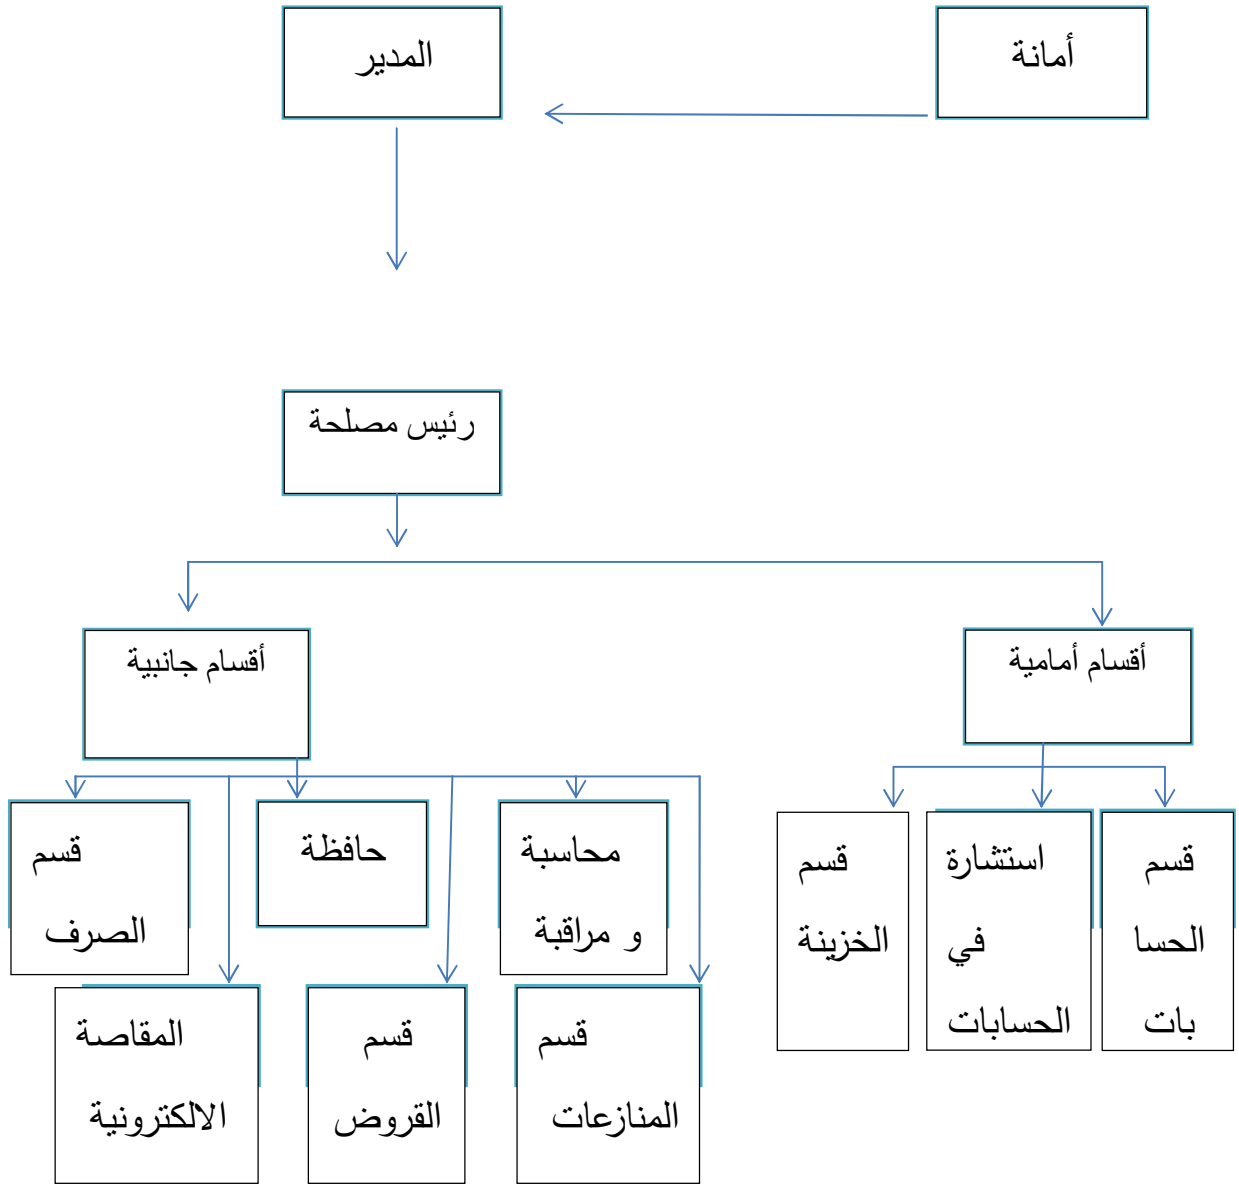 أمانة
المدير
رئيس مصلحة
أقسام أمامية
أقسام جانبية
قسم
الحسا
بات
استشارة
في
الحسابات
قسم
الخزينة
محاسبة
و مراقبة
حافظة
قسم
الصرف
قسم
المنازعات
قسم
القروض
المقاصة
الالكترونية